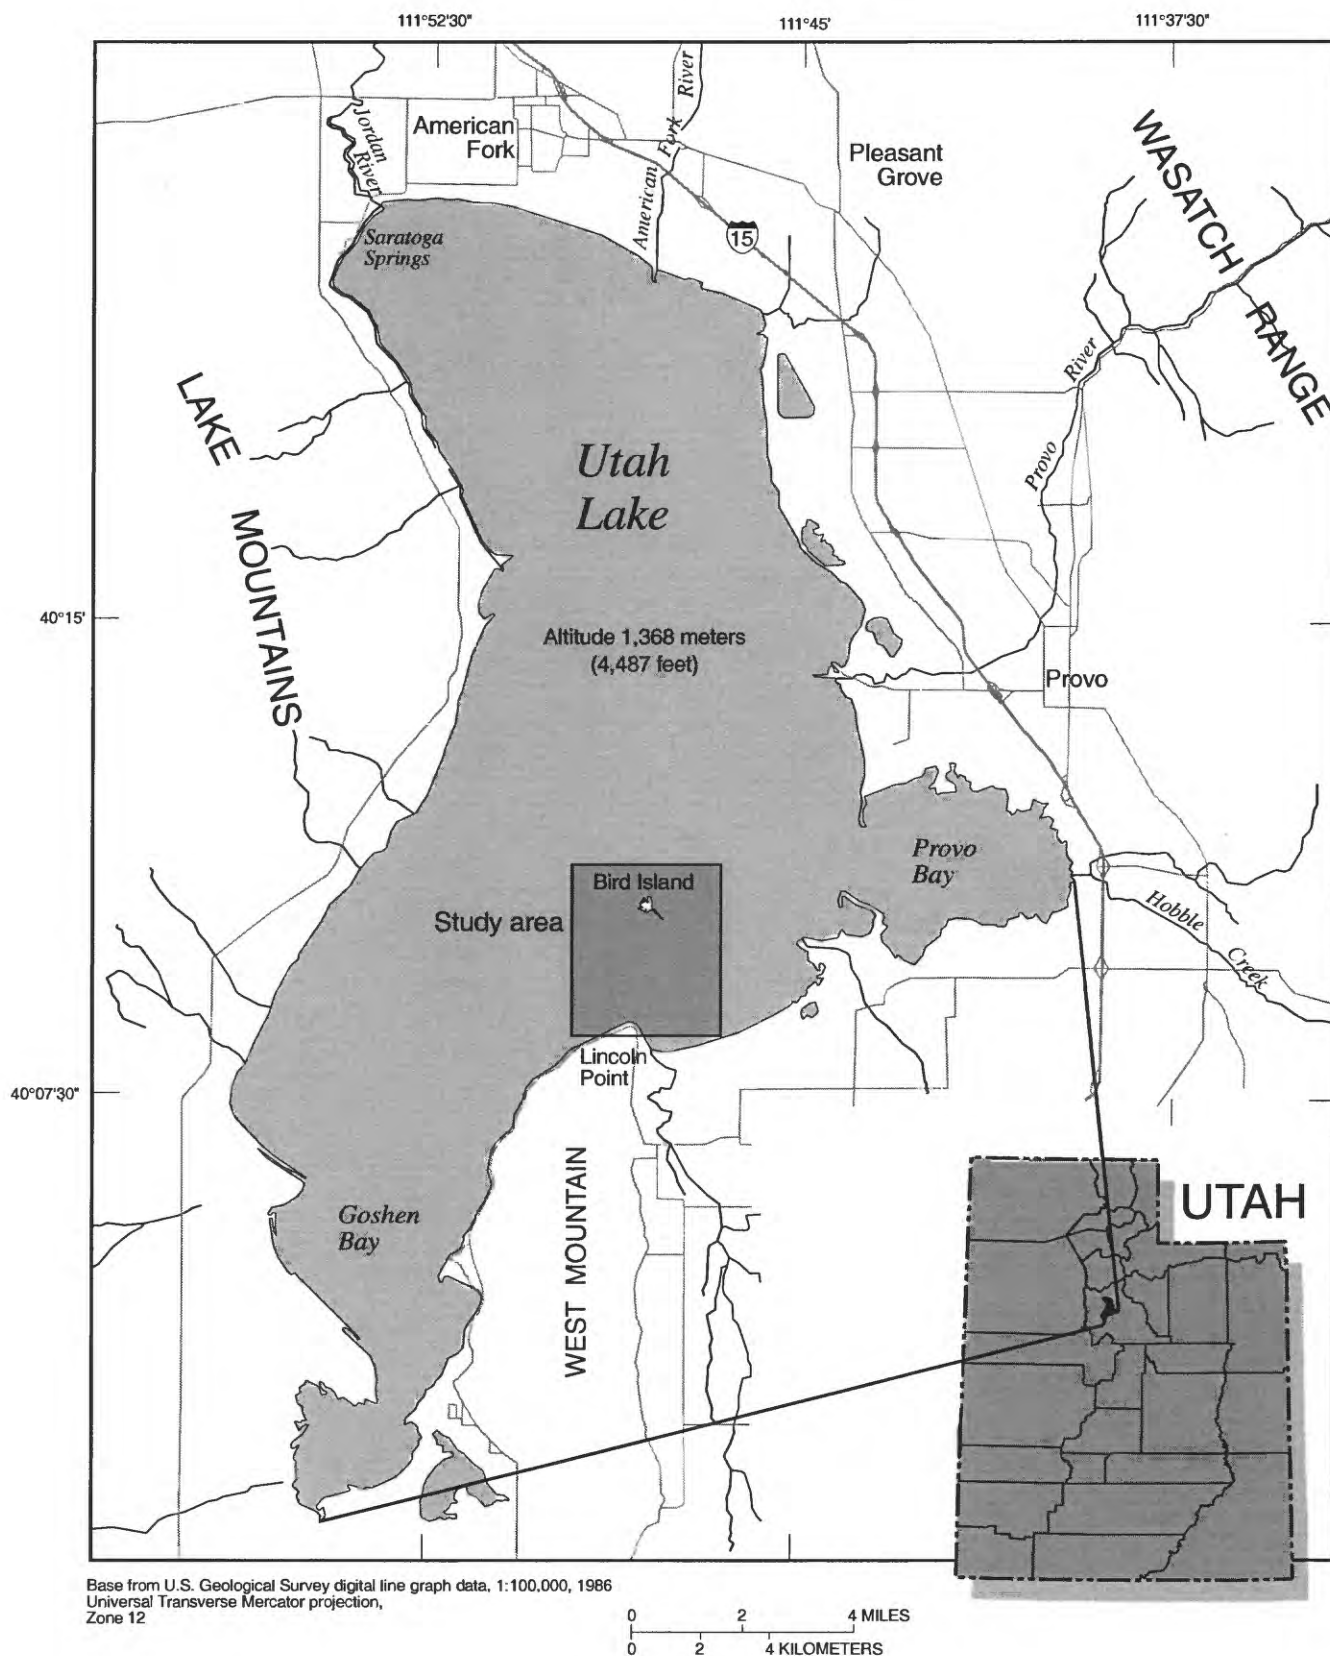 111°52'30"
111°45'
111°37'30"
Jordan
River
American
Fork
American Fork River
Pleasant
Grove
WASATCH RANGE
15
Saratoga
Springs
LAKE MOUNTAINS
Utah
Lake
Provo River
40°15'
Altitude 1,368 meters
(4,487 feet)
Provo
Provo
Bay
Bird Island
Study area
Hobble Creek
Lincoln
Point
40°07'30"
WEST MOUNTAIN
Goshen
Bay
UTAH
Base from U.S. Geological Survey digital line graph data, 1:100,000, 1986
Universal Transverse Mercator projection,
Zone 12
0 2 4 MILES
0 2 4 KILOMETERS